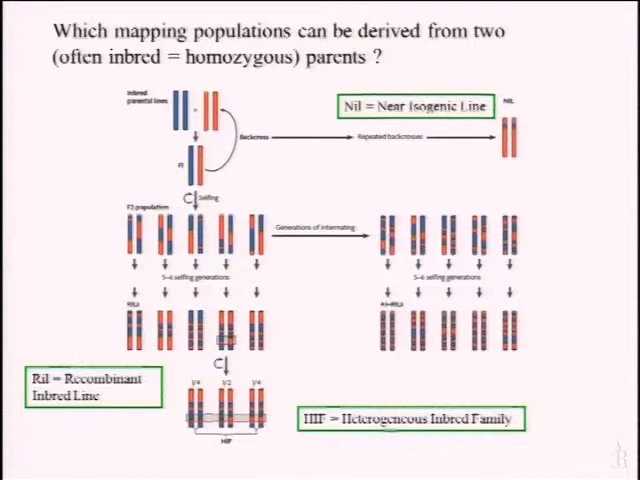 Which mapping populations can be derived from two
(often inbred = homozygous) parents ?
Inbred
parental lines
×
Nil = Near Isogenic Line
NIL
Backcross
Repeated backcrosses
F1
Selfing
F2 population
Generations of intermating
5–6 selfing generations
5–6 selfing generations
RILs
AI-RILs
Ril = Recombinant
Inbred Line
1/4
1/2
1/4
HIF = Heterogeneous Inbred Family
HIF